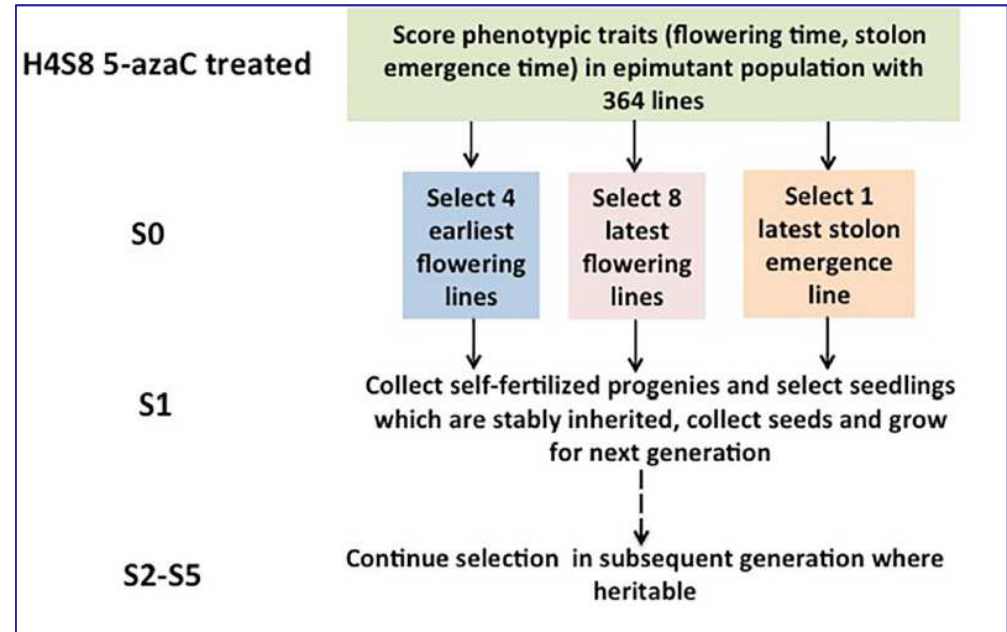 H4S8 5-azaC treated
Score phenotypic traits (flowering time, stolon
emergence time) in epimutant population with
364 lines
S0
Select 4
earliest
flowering
lines
Select 8
latest
flowering
lines
Select 1
latest stolon
emergence
line
S1
Collect self-fertilized progenies and select seedlings
which are stably inherited, collect seeds and grow
for next generation
S2-S5
Continue selection in subsequent generation where
heritable